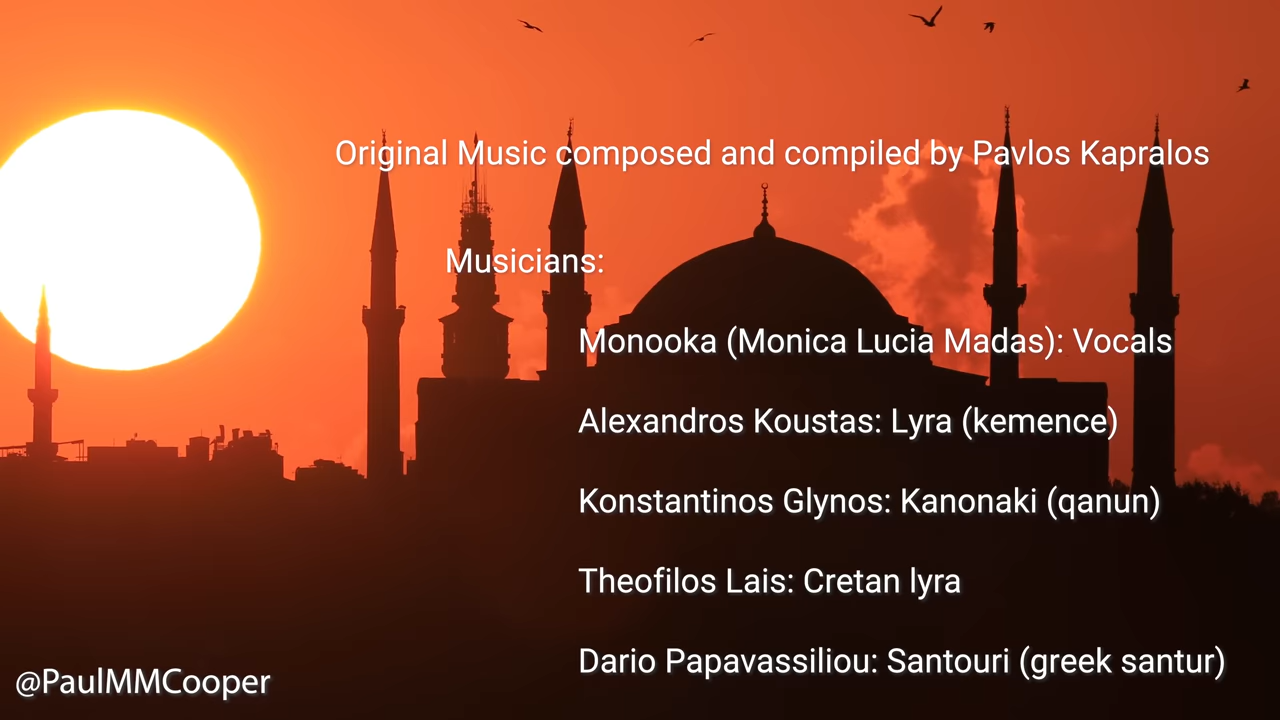 Original Music composed and compiled by Pavlos Kapralos
Musicians:
Monooka (Monica Lucia Madas): Vocals
Alexandros Koustas: Lyra (kemence)
Konstantinos Glynos: Kanonaki (qanun)
Theofilos Lais: Cretan lyra
Dario Papavassiliou: Santouri (greek santur)
@PaulMMCooper